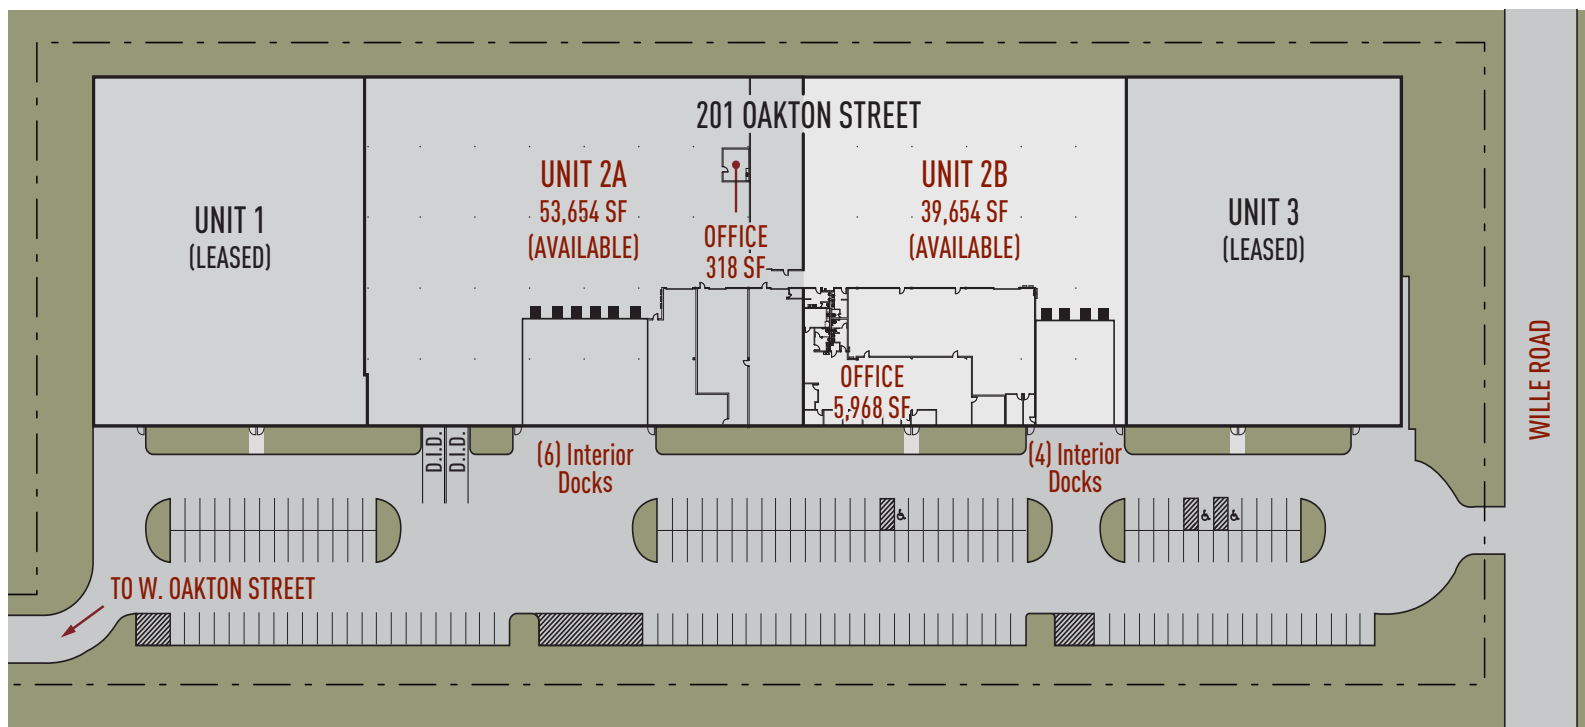 201 OAKTON STREET
UNIT 1
(LEASED)
UNIT 2A
53,654 SF
(AVAILABLE)
OFFICE
318 SF
UNIT 2B
39,654 SF
(AVAILABLE)
UNIT 3
(LEASED)
OFFICE
5,968 SF
WILLE ROAD
D.I.D.
D.I.D.
(6) Interior
Docks
(4) Interior
Docks
TO W. OAKTON STREET